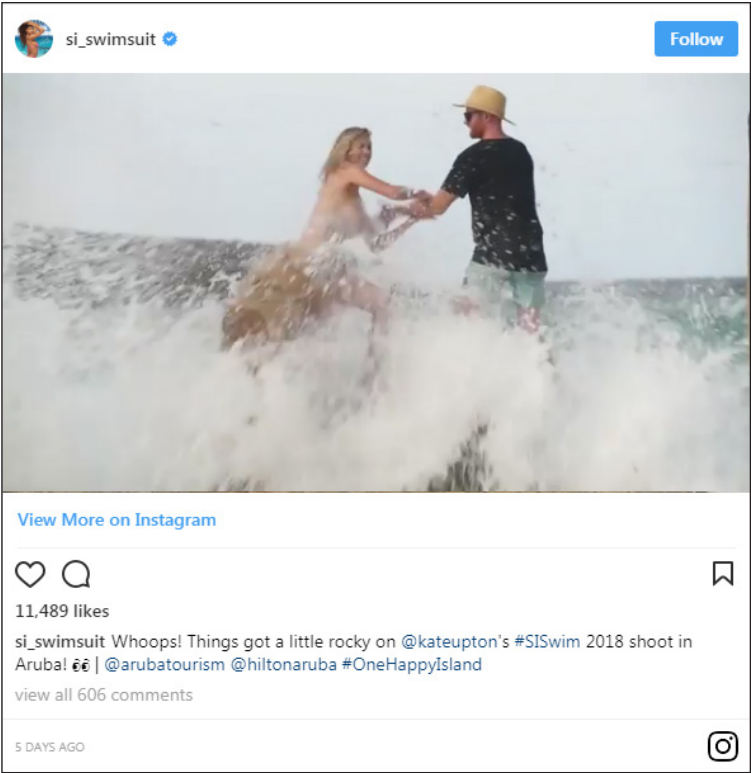 si_swimsuit
Follow
View More on Instagram
11,489 likes
si_swimsuit Whoops! Things got a little rocky on @kateupton's #SISwim 2018 shoot in
Aruba! 👀 | @arubatourism @hiltonaruba #OneHappyIsland
view all 606 comments
5 DAYS AGO